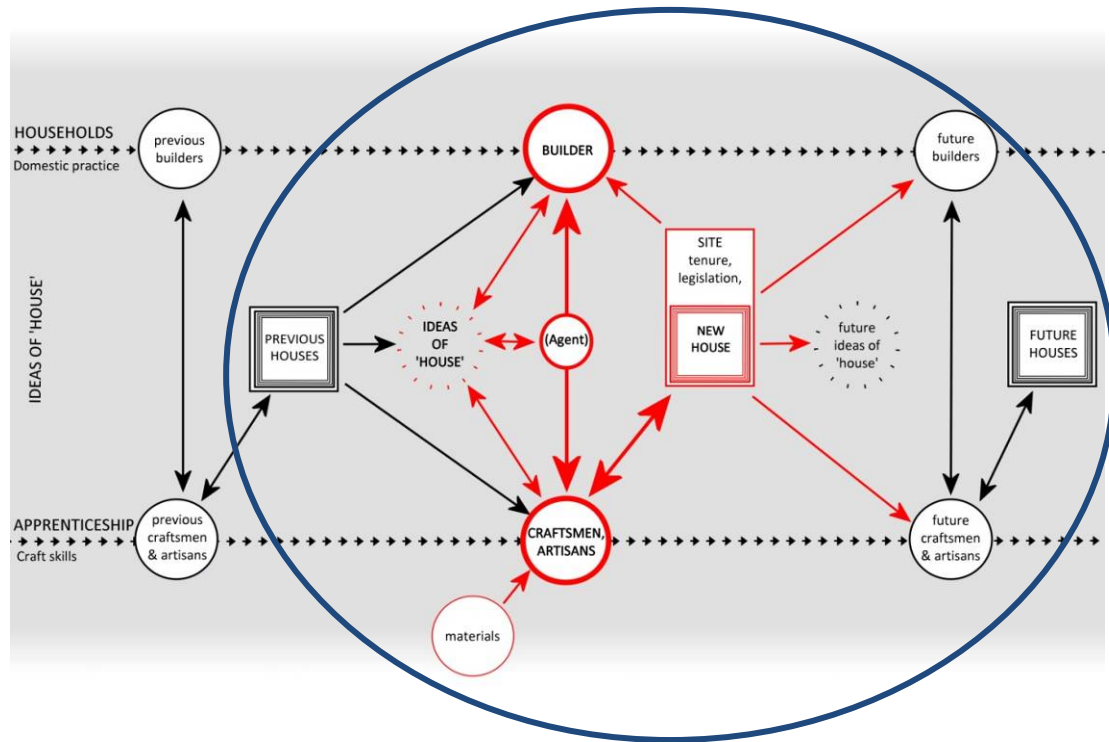 HOUSEHOLDS
Domestic practice
previous
builders
BUILDER
future
builders
SITE
tenure,
legislation,
IDEAS OF 'HOUSE'
PREVIOUS
HOUSES
IDEAS
OF
'HOUSE'
(Agent)
NEW
HOUSE
future
ideas of
'house'
FUTURE
HOUSES
APPRENTICESHIP
Craft skills
previous
craftsmen
& artisans
CRAFTSMEN,
ARTISANS
future
craftsmen
& artisans
materials